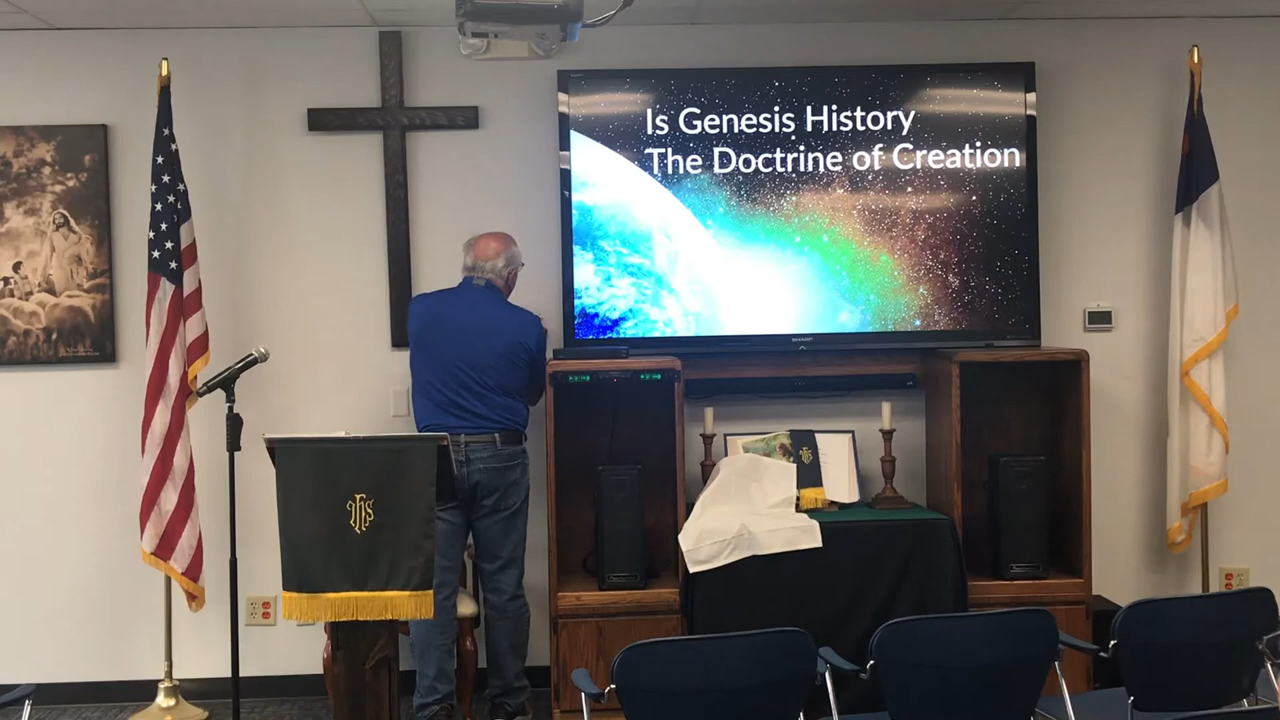 Is Genesis History
The Doctrine of Creation
SHARP
IHS
IHS